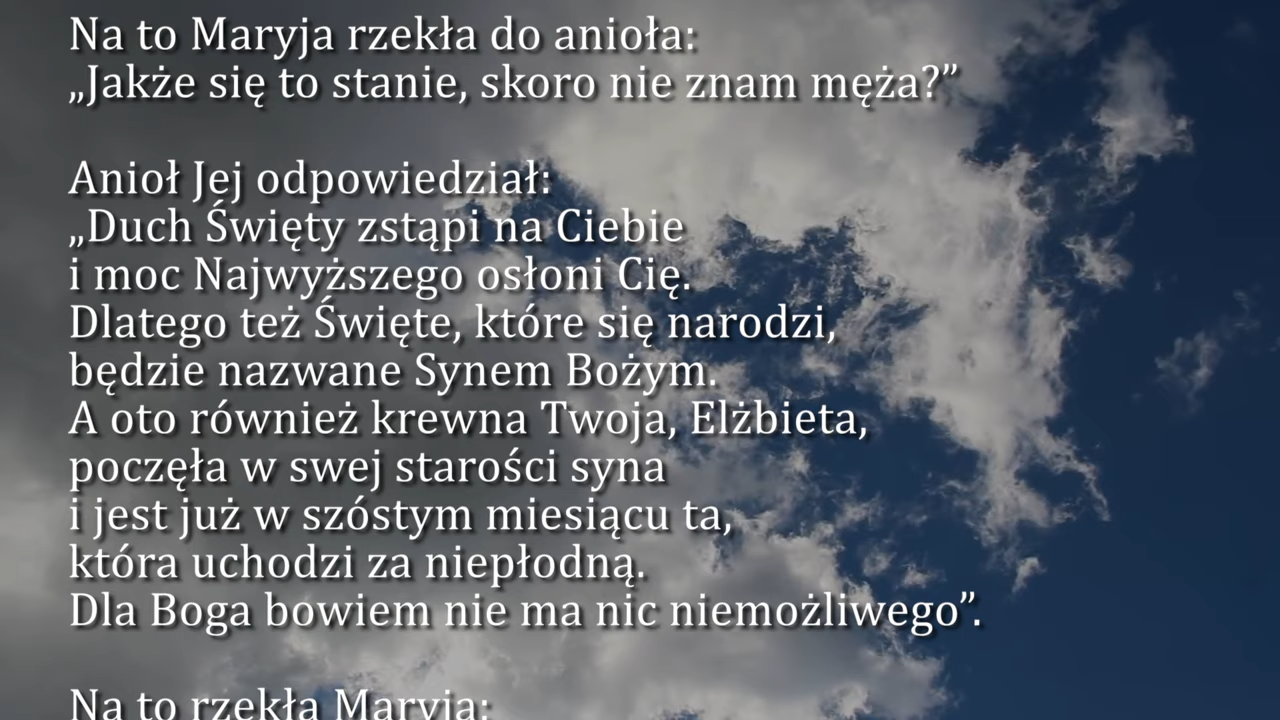 Na to Maryja rzekła do anioła:
„Jakże się to stanie, skoro nie znam męża?”
Anioł Jej odpowiedział:
„Duch Święty zstąpi na Ciebie
i moc Najwyższego osłoni Cię.
Dlatego też Święte, które się narodzi,
będzie nazwane Synem Bożym.
A oto również krewna Twoja, Elżbieta,
poczęła w swej starości syna
i jest już w szóstym miesiącu ta,
która uchodzi za niepłodną.
Dla Boga bowiem nie ma nic niemożliwego”.
Na to rzekła Maryja: